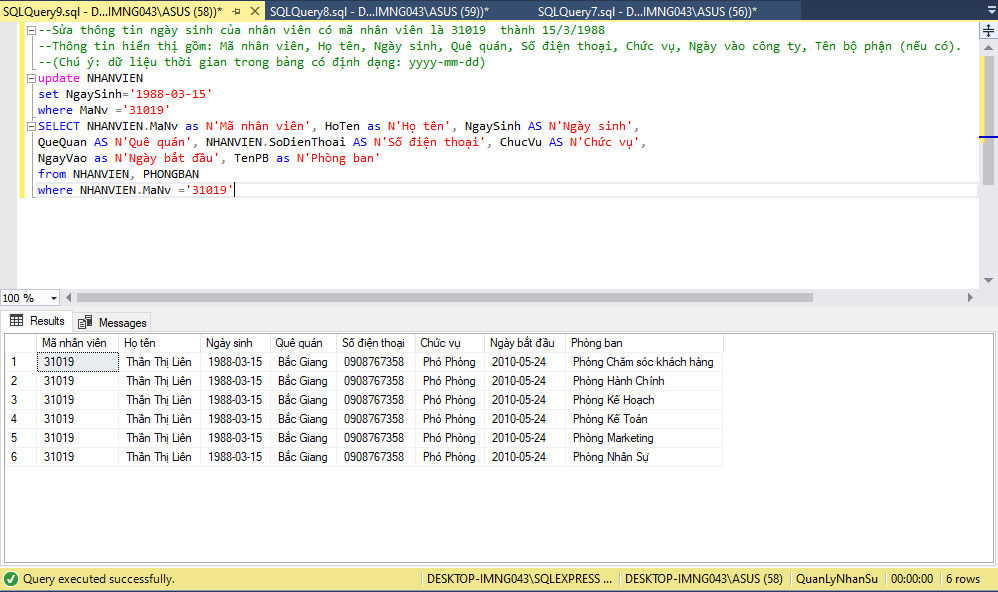 SQLQuery9.sql - D...IMNG043\ASUS (58))* SQLQuery8.sql - D...IMNG043\ASUS (59))* SQLQuery7.sql - D...IMNG043\ASUS (56))*
--Sửa thông tin ngày sinh của nhân viên có mã nhân viên là 31019  thành 15/3/1988
--Thông tin hiển thị gồm: Mã nhân viên, Họ tên, Ngày sinh, Quê quán, Số điện thoại, Chức vụ, Ngày vào công ty, Tên bộ phận (nếu có).
--(Chú ý: dữ liệu thời gian trong bảng có định dạng: yyyy-mm-dd)
update NHANVIEN
set NgaySinh='1988-03-15'
where MaNv ='31019'
SELECT NHANVIEN.MaNv as N'Mã nhân viên', HoTen as N'Họ tên', NgaySinh AS N'Ngày sinh',
QueQuan AS N'Quê quán', NHANVIEN.SoDienThoai AS N'Số điện thoại', ChucVu AS N'Chức vụ',
NgayVao as N'Ngày bắt đầu', TenPB as N'Phòng ban'
from NHANVIEN, PHONGBAN
where NHANVIEN.MaNv ='31019'
100 %
Results Messages
Mã nhân viên Họ tên Ngày sinh Quê quán Số điện thoại Chức vụ Ngày bắt đầu Phòng ban
1 31019 Thần Thị Liên 1988-03-15 Bắc Giang 0908767358 Phó Phòng 2010-05-24 Phòng Chăm sóc khách hàng
2 31019 Thần Thị Liên 1988-03-15 Bắc Giang 0908767358 Phó Phòng 2010-05-24 Phòng Hành Chính
3 31019 Thần Thị Liên 1988-03-15 Bắc Giang 0908767358 Phó Phòng 2010-05-24 Phòng Kế Hoạch
4 31019 Thần Thị Liên 1988-03-15 Bắc Giang 0908767358 Phó Phòng 2010-05-24 Phòng Kế Toán
5 31019 Thần Thị Liên 1988-03-15 Bắc Giang 0908767358 Phó Phòng 2010-05-24 Phòng Marketing
6 31019 Thần Thị Liên 1988-03-15 Bắc Giang 0908767358 Phó Phòng 2010-05-24 Phòng Nhân Sự
Query executed successfully. DESKTOP-IMNG043\SQLEXPRESS ... DESKTOP-IMNG043\ASUS (58) QuanLyNhanSu 00:00:00 6 rows